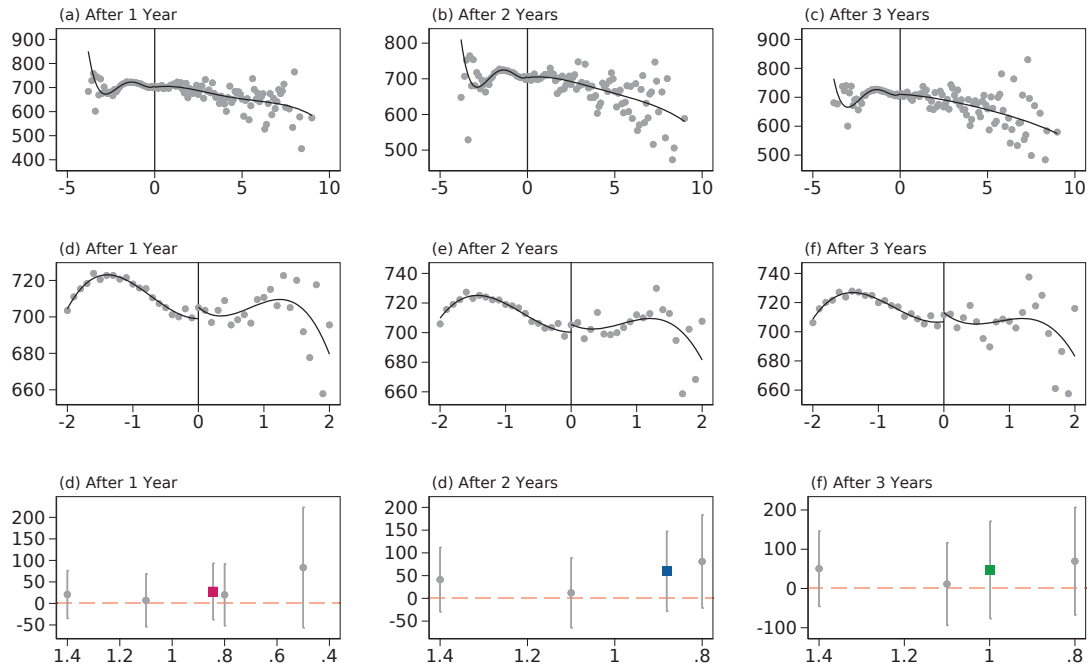 (a) After 1 Year
(b) After 2 Years
(c) After 3 Years
900
800
700
600
500
400
-5 0 5 10
800
700
600
500
-5 0 5 10
900
800
700
600
500
-5 0 5 10
(d) After 1 Year
(e) After 2 Years
(f) After 3 Years
720
700
680
660
-2 -1 0 1 2
740
720
700
680
660
-2 -1 0 1 2
740
720
700
680
660
-2 -1 0 1 2
(d) After 1 Year
(d) After 2 Years
(f) After 3 Years
200
150
100
50
0
-50
1.4 1.2 1 .8 .6 .4
200
150
100
50
0
-50
1.4 1.2 1 .8
200
100
0
-100
1.4 1.2 1 .8